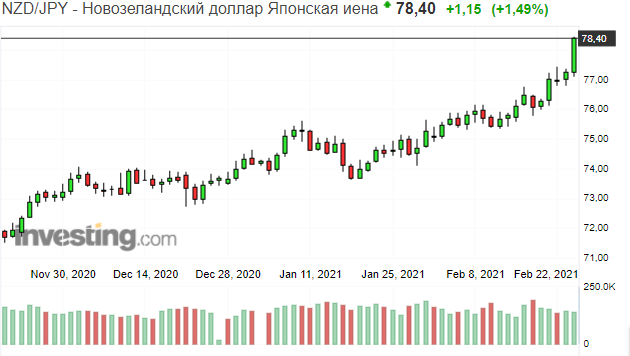 NZD/JPY - Новозеландский доллар Японская иена 78,40 +1,15 (+1,49%)
78,40
77.00
76.00
75.00
74.00
73.00
72.00
71.00
investing.com
Nov 30, 2020 Dec 14, 2020 Dec 28, 2020 Jan 11, 2021 Jan 25, 2021 Feb 8, 2021 Feb 22, 2021
250.0K
0.00